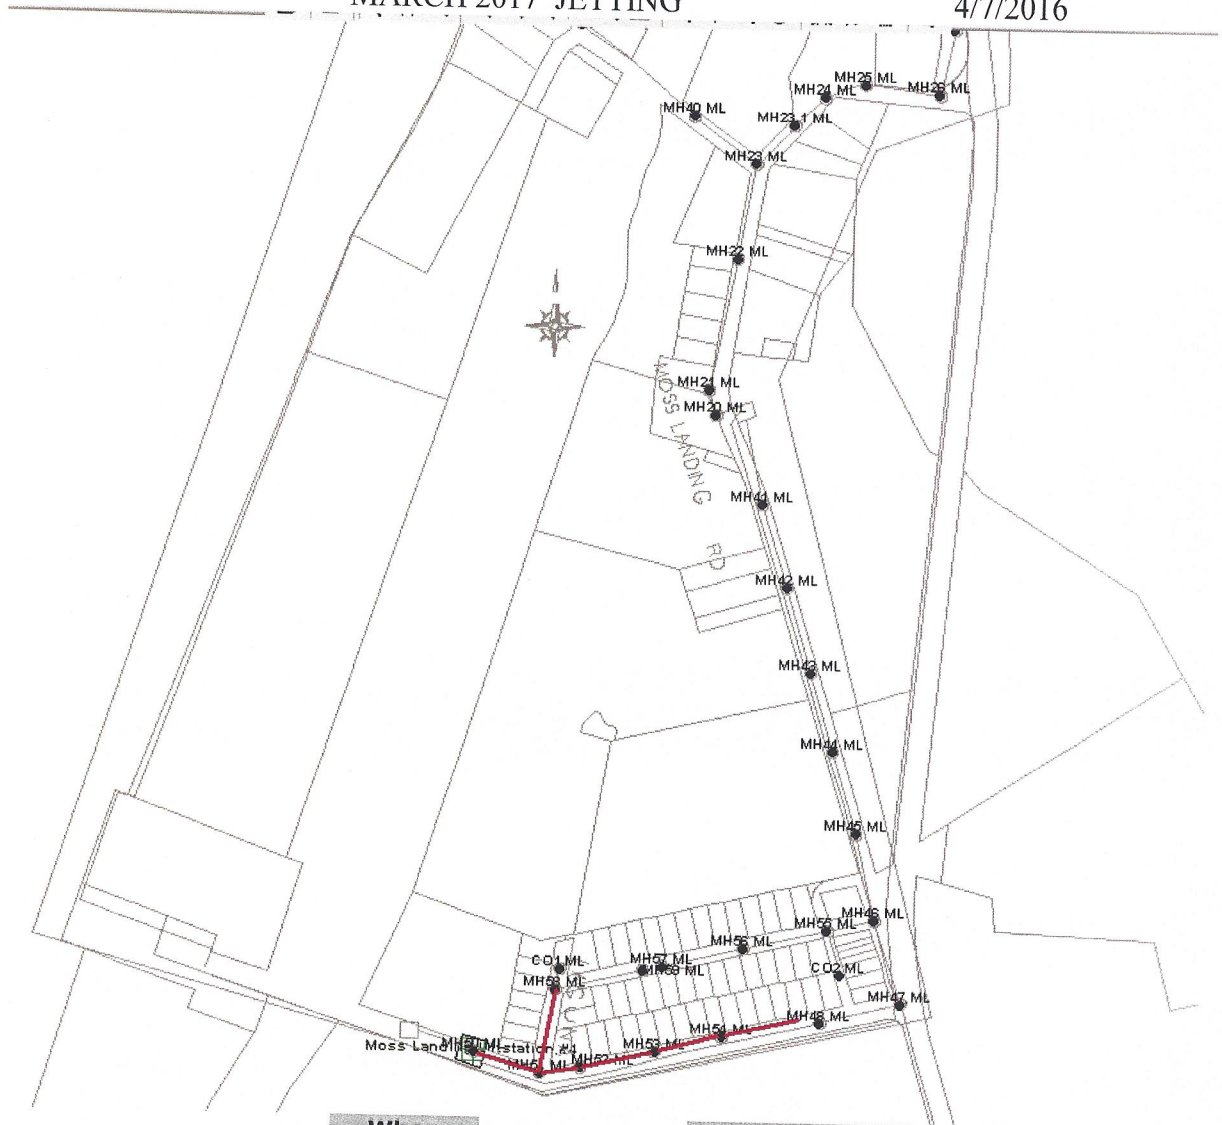 MARCH 2017 JETTING
4/7/2016
MH25 ML
MH24 ML
MH26 ML
MH40 ML
MH23.1 ML
MH23 ML
MH22 ML
MH21 ML
MH20 ML
MOSS LANDING RD
MH41 ML
MH42 ML
MH43 ML
MH44 ML
MH45 ML
MH46 ML
MH55 ML
MH56 ML
CO1 ML
MH57 ML
CO2 ML
MH47 ML
MH48 ML
MH54 ML
MH53 ML
MH52 ML
Moss